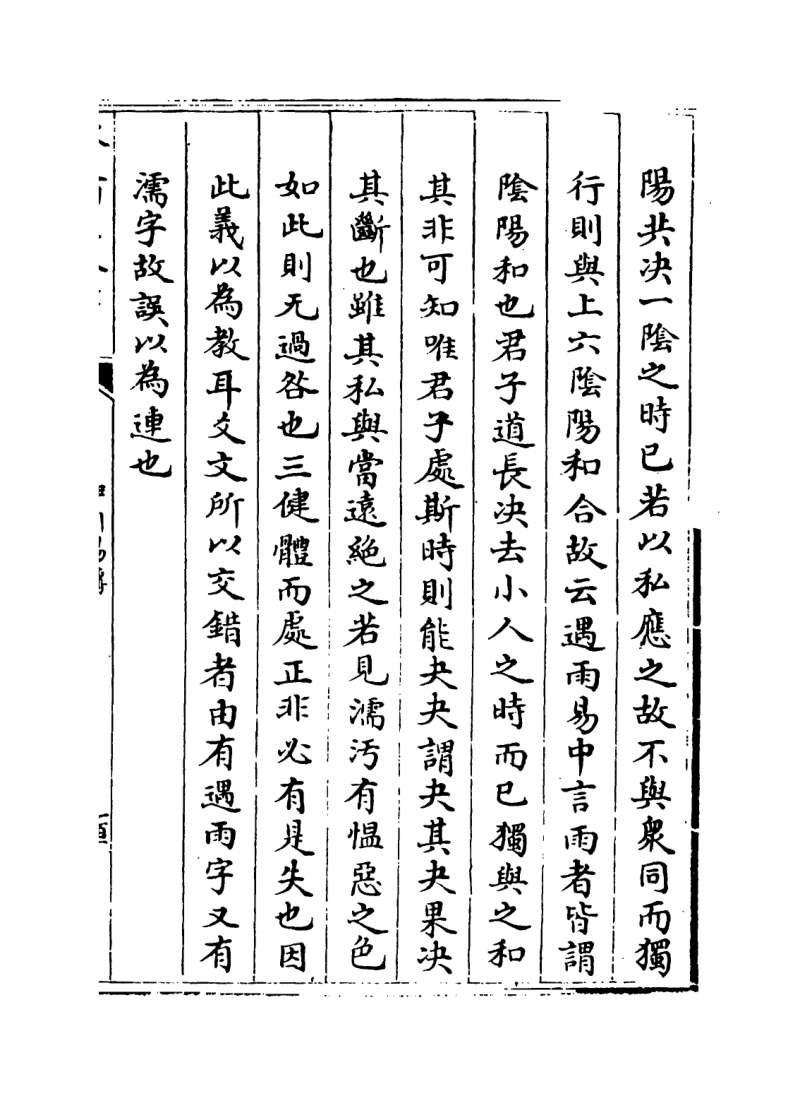 陽共决一陰之時已若以私應之故不與衆同而獨
行則與上六陰陽和合故云遇雨易中言雨者皆謂
陰陽和也君子道長决去小人之時而已獨與之和
其非可知唯君子處斯時則能夬夬謂夬其夬果决
其斷也雖其私與當遠絶之若見濡汚有愠惡之色
如此則无過咎也三健體而處正非必有是失也因
此義以為教耳爻文所以交錯者由有遇雨字又有
濡字故誤以為連也